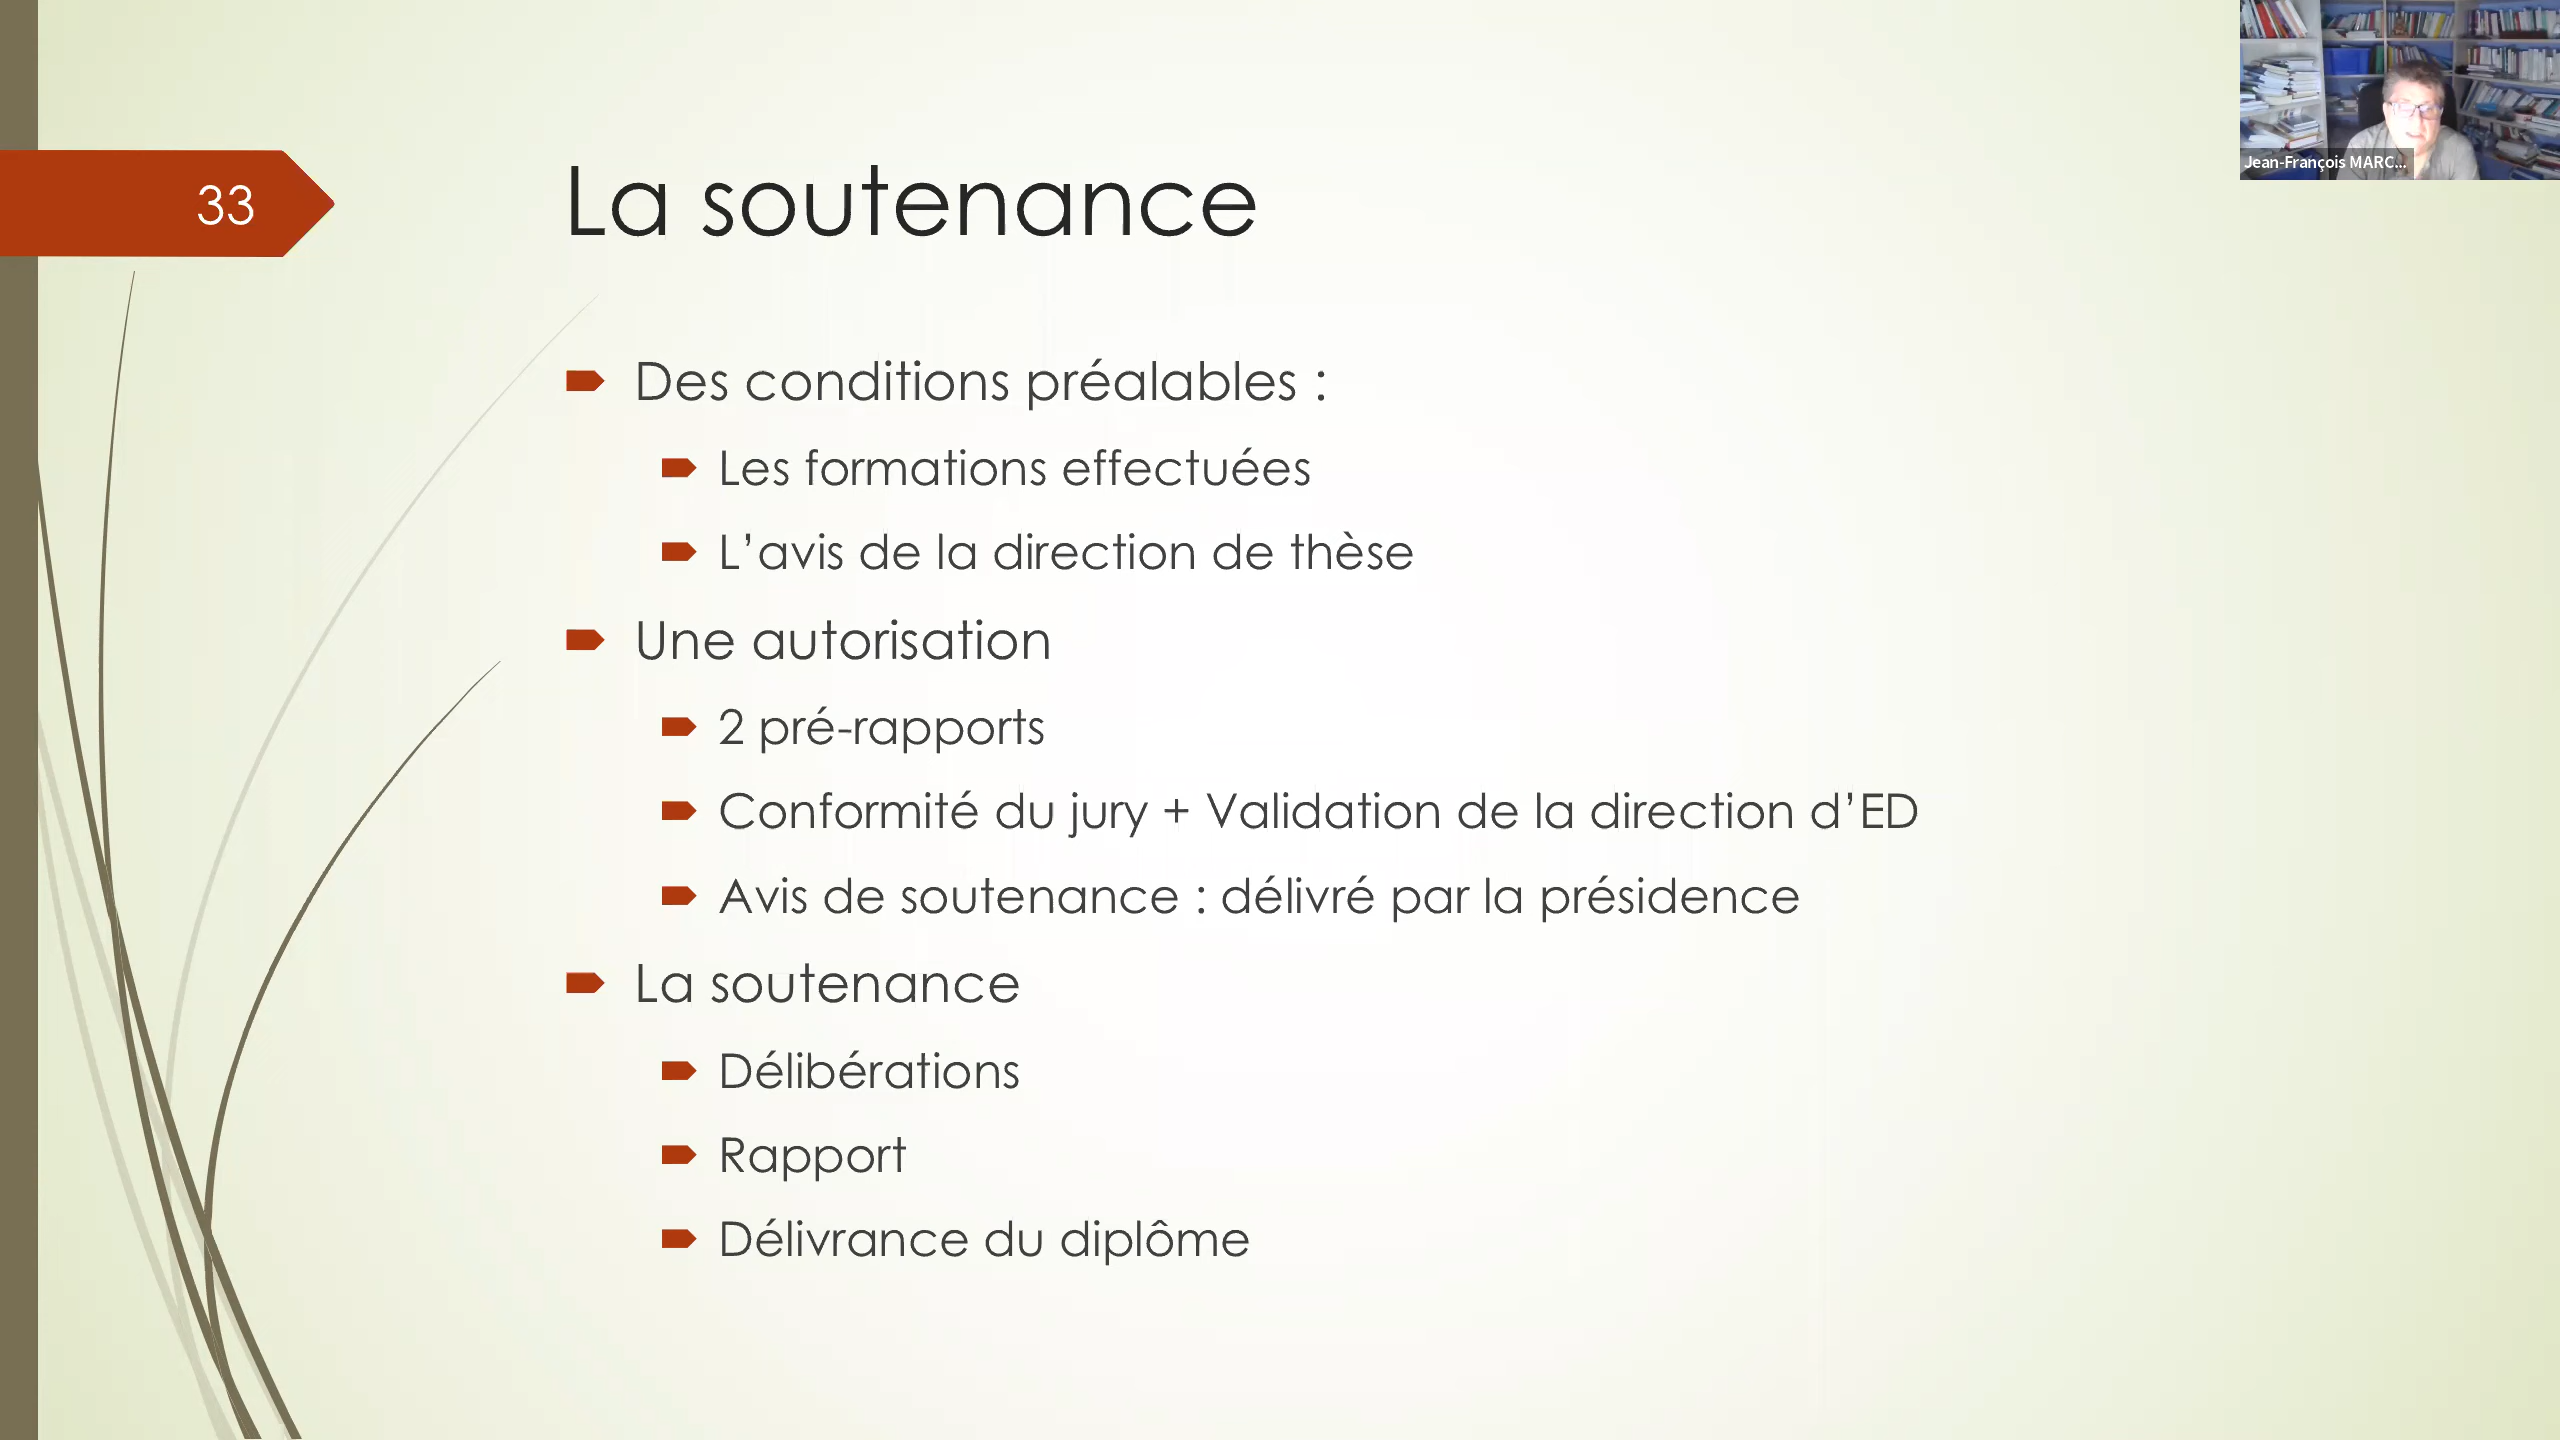 33
La soutenance
Des conditions préalables :
Les formations effectuées
L’avis de la direction de thèse
Une autorisation
2 pré-rapports
Conformité du jury + Validation de la direction d’ED
Avis de soutenance : délivré par la présidence
La soutenance
Délibérations
Rapport
Délivrance du diplôme
Jean-François MARC...